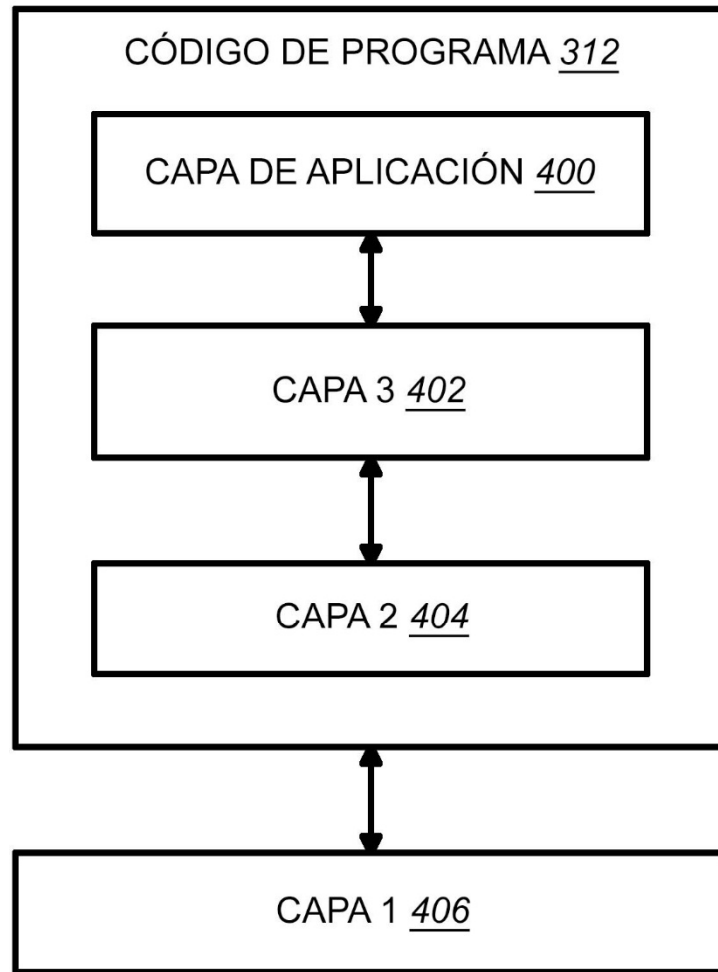 CÓDIGO DE PROGRAMA 312
CAPA DE APLICACIÓN 400
CAPA 3 402
CAPA 2 404
CAPA 1 406